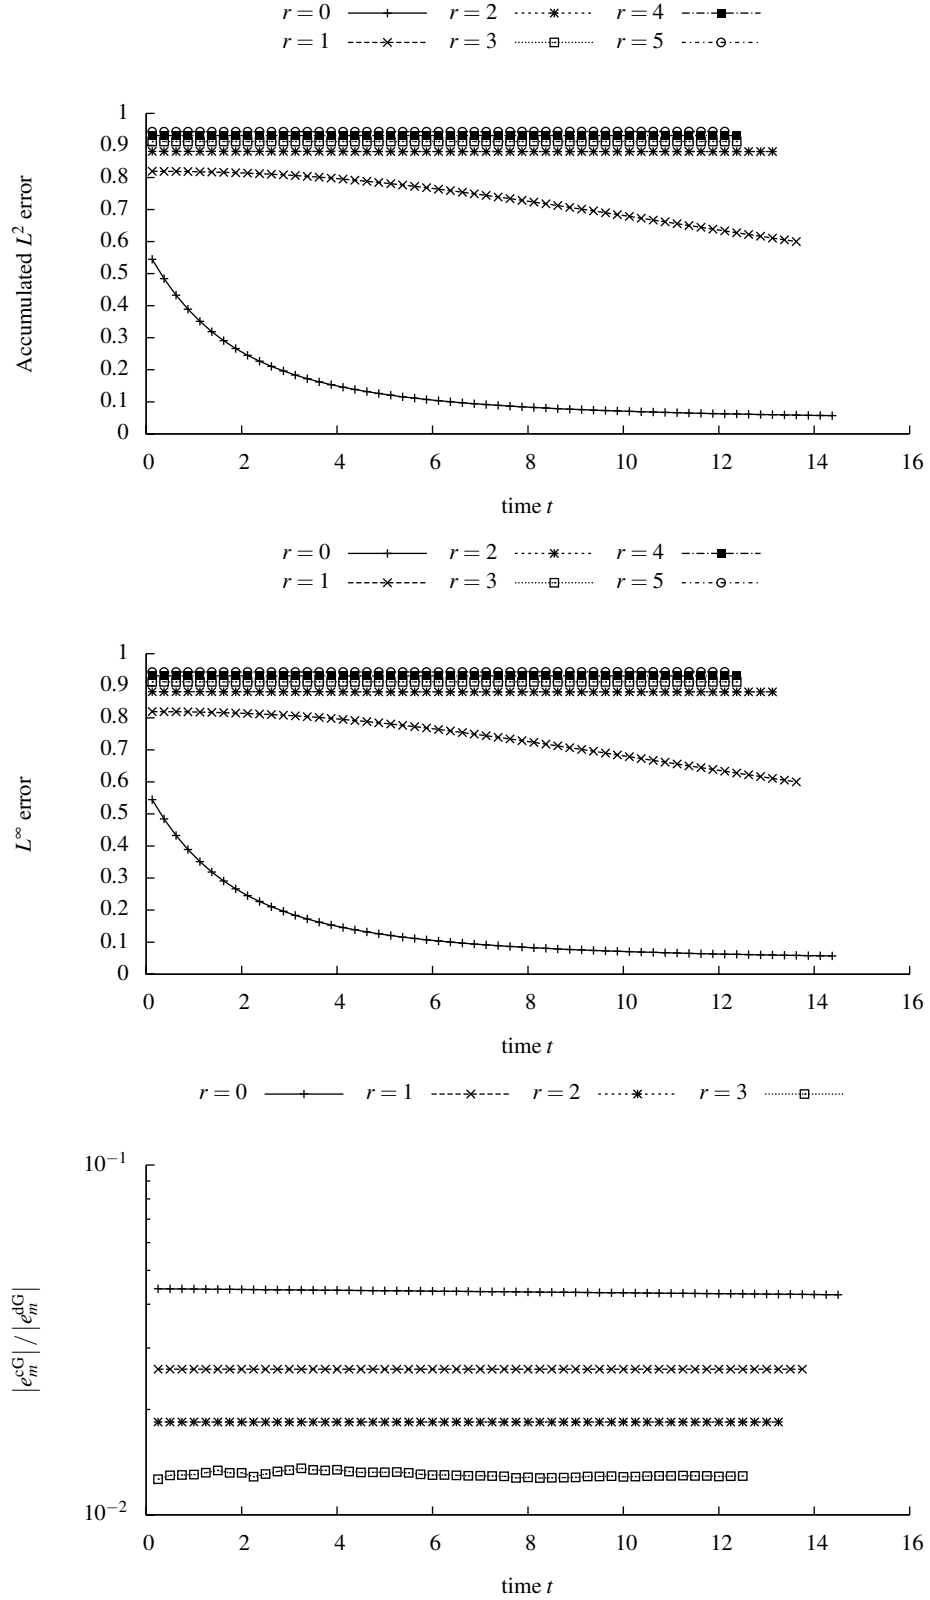 r = 0 r = 2 r = 4
r = 1 r = 3 r = 5
1
0.9
0.8
0.7
0.6
0.5
0.4
0.3
0.2
0.1
0
Accumulated L² error
0 2 4 6 8 10 12 14 16
time t
r = 0 r = 2 r = 4
r = 1 r = 3 r = 5
1
0.9
0.8
0.7
0.6
0.5
0.4
0.3
0.2
0.1
0
L^∞ error
0 2 4 6 8 10 12 14 16
time t
r = 0 r = 1 r = 2 r = 3
10⁻¹
10⁻²
|e_m^cG| / |e_m^dG|
0 2 4 6 8 10 12 14 16
time t